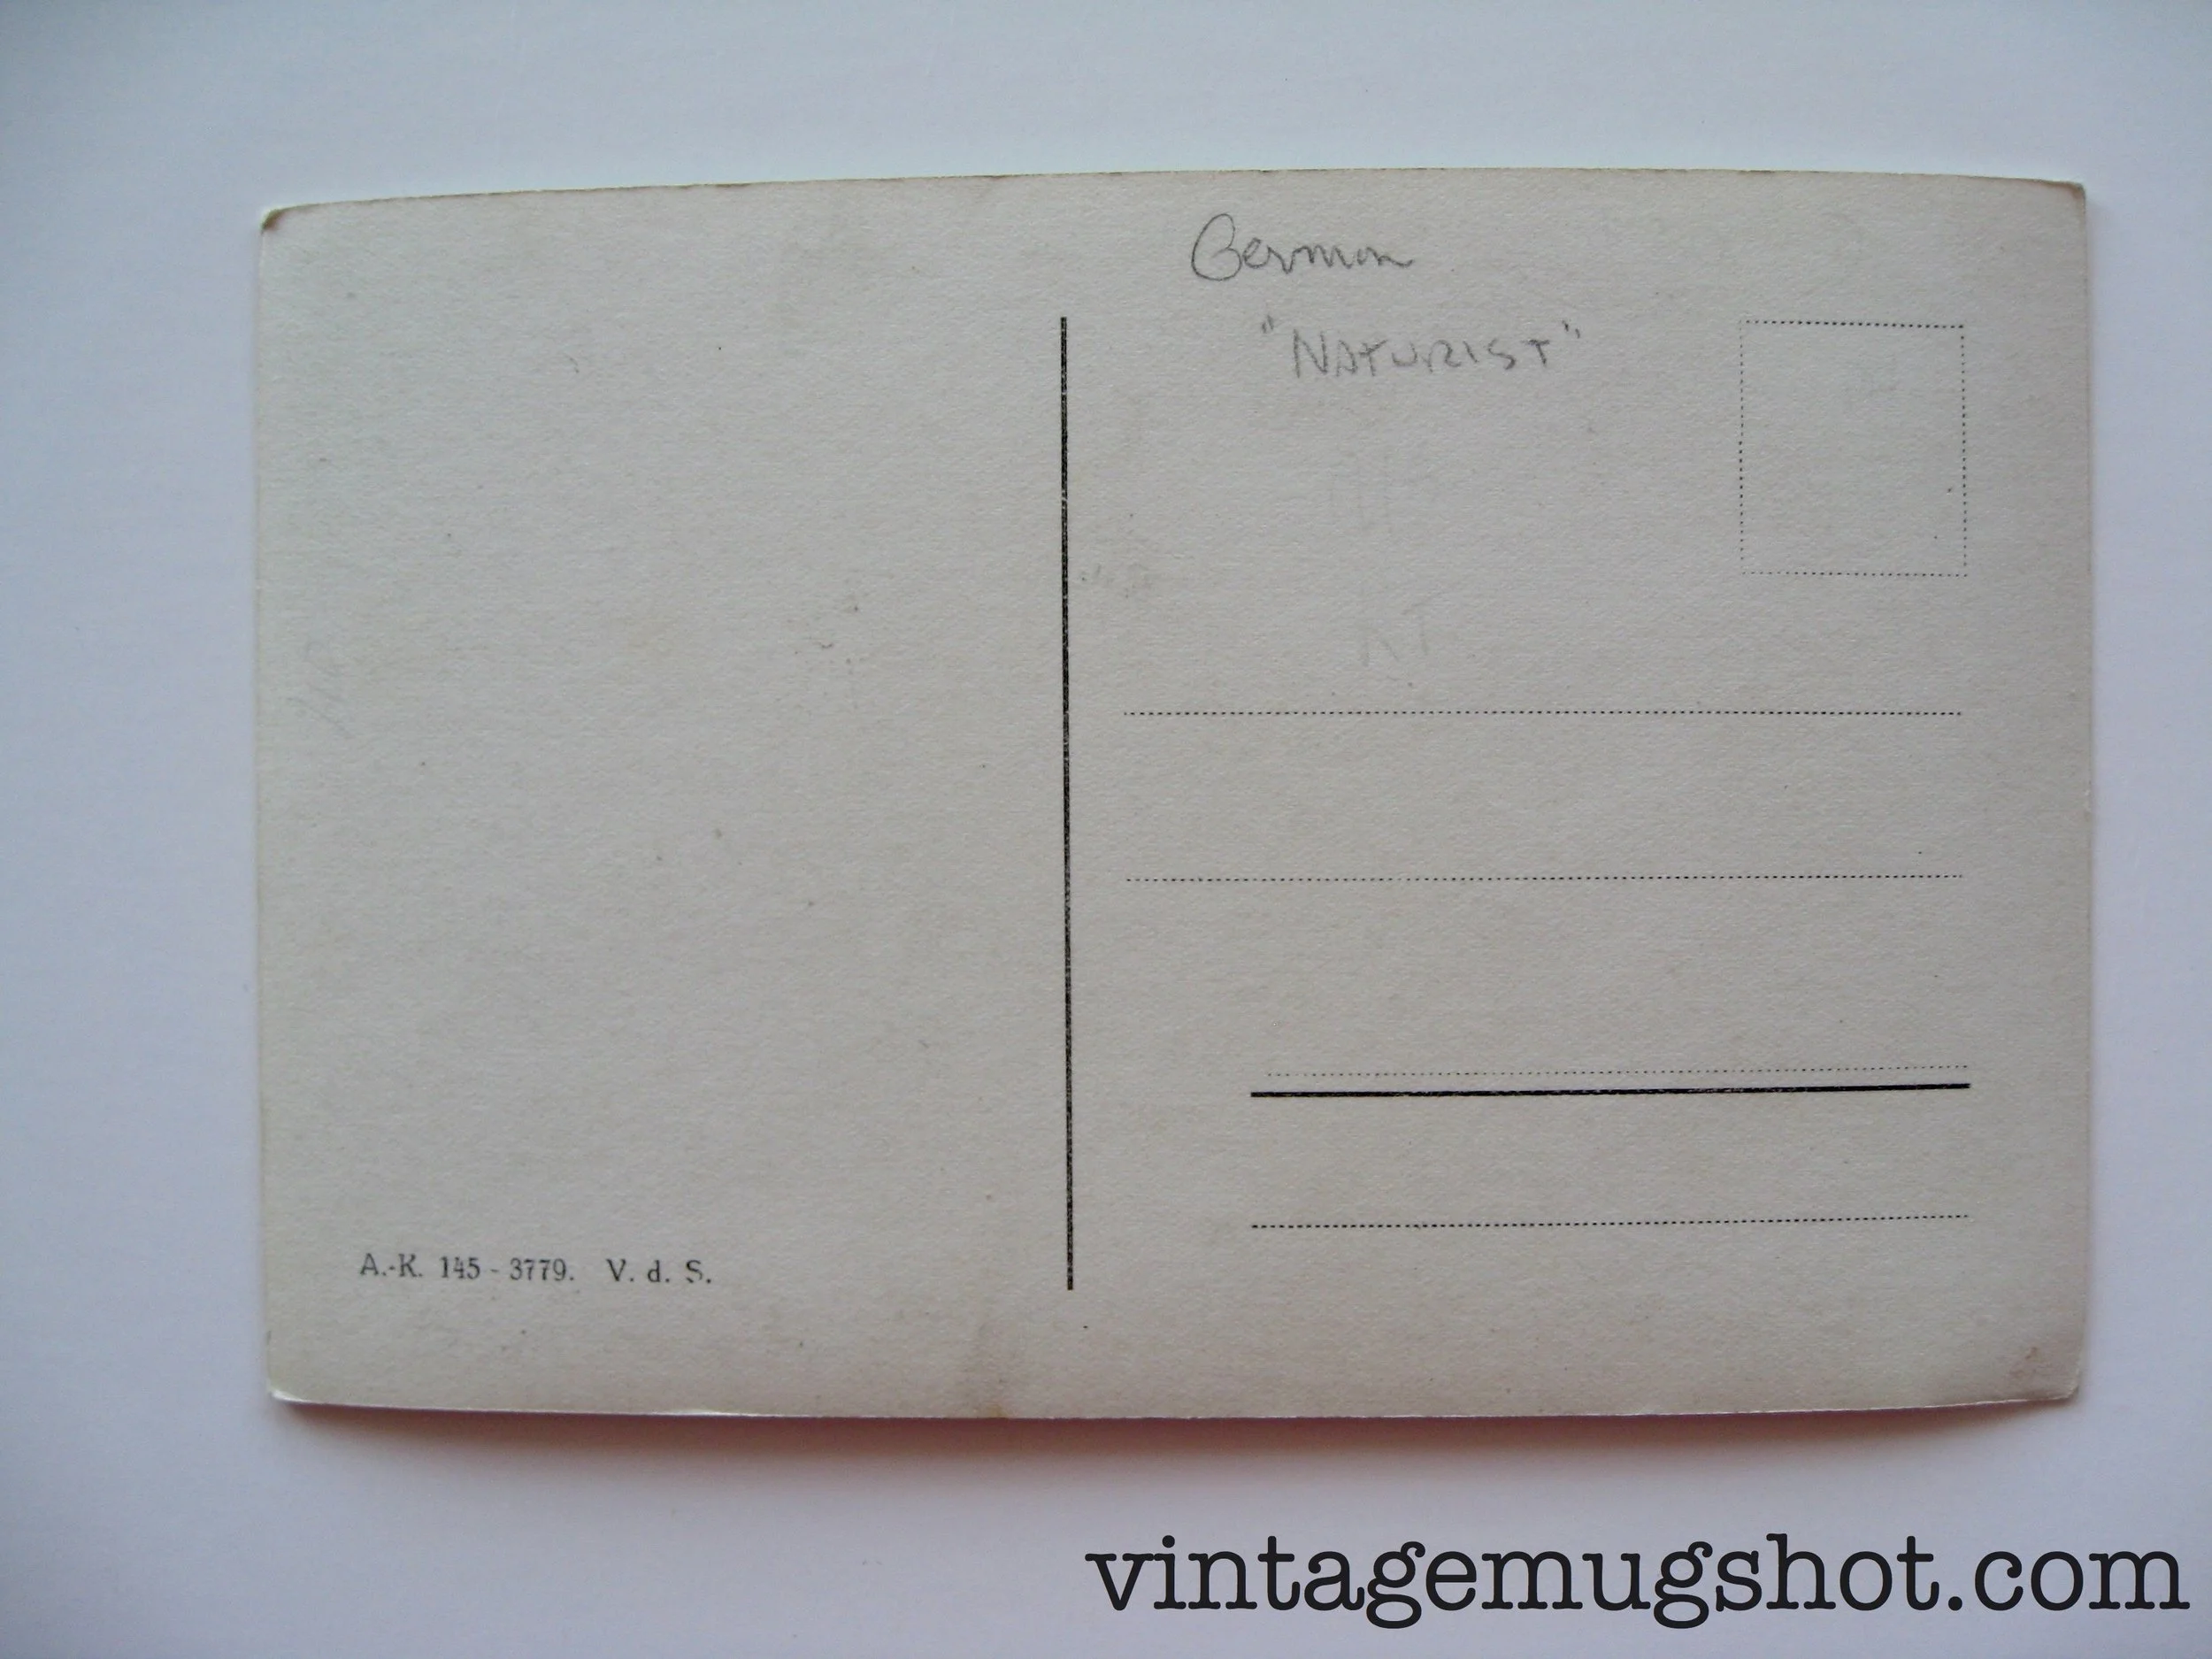 German
"NATURIST"
A.-K. 145 - 3779. V. d. S.
vintagemugshot.com